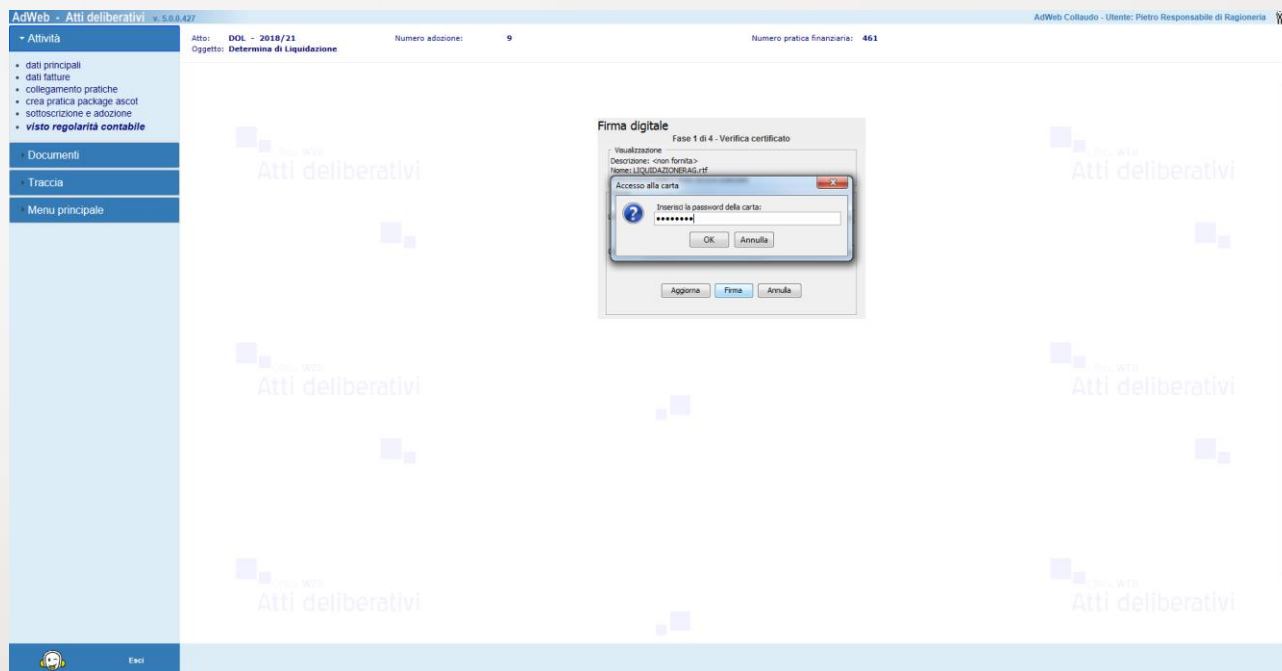 AdWeb - Atti deliberativi v. 5.0.0.427
AdWeb Collaudo - Utente: Pietro Responsabile di Ragioneria
Attività
dati principali
dati fatture
collegamento pratiche
crea pratica package ascot
sottoscrizione e adozione
visto regolarità contabile
Documenti
Traccia
Menu principale
Atto: DOL - 2018/21 Numero adozione: 9 Numero pratica finanziaria: 461
Oggetto: Determina di Liquidazione
Firma digitale
Fase 1 di 4 - Verifica certificato
Visualizzazione
Descrizione: <non fornita>
Nome: LIQUIDAZIONERAG.rtf
Accesso alla carta
Inserisci la password della carta:
OK Annulla
Aggiorna Firma Annulla
Atti deliberativi
Atti deliberativi
Atti deliberativi
Atti deliberativi
Atti deliberativi
Atti deliberativi
Esci